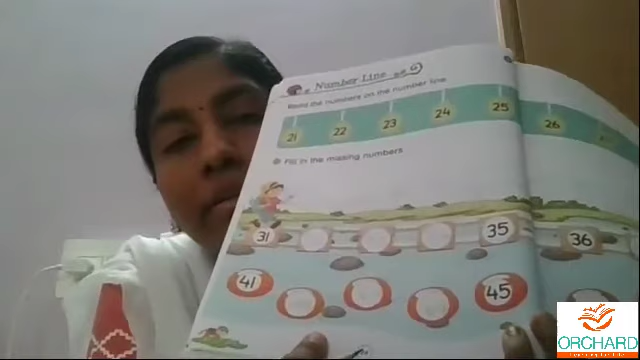 Number Line
Read the numbers on the number line
21 22 23 24 25 26
Fill in the missing numbers
31 35 36
41 45
ORCHARD